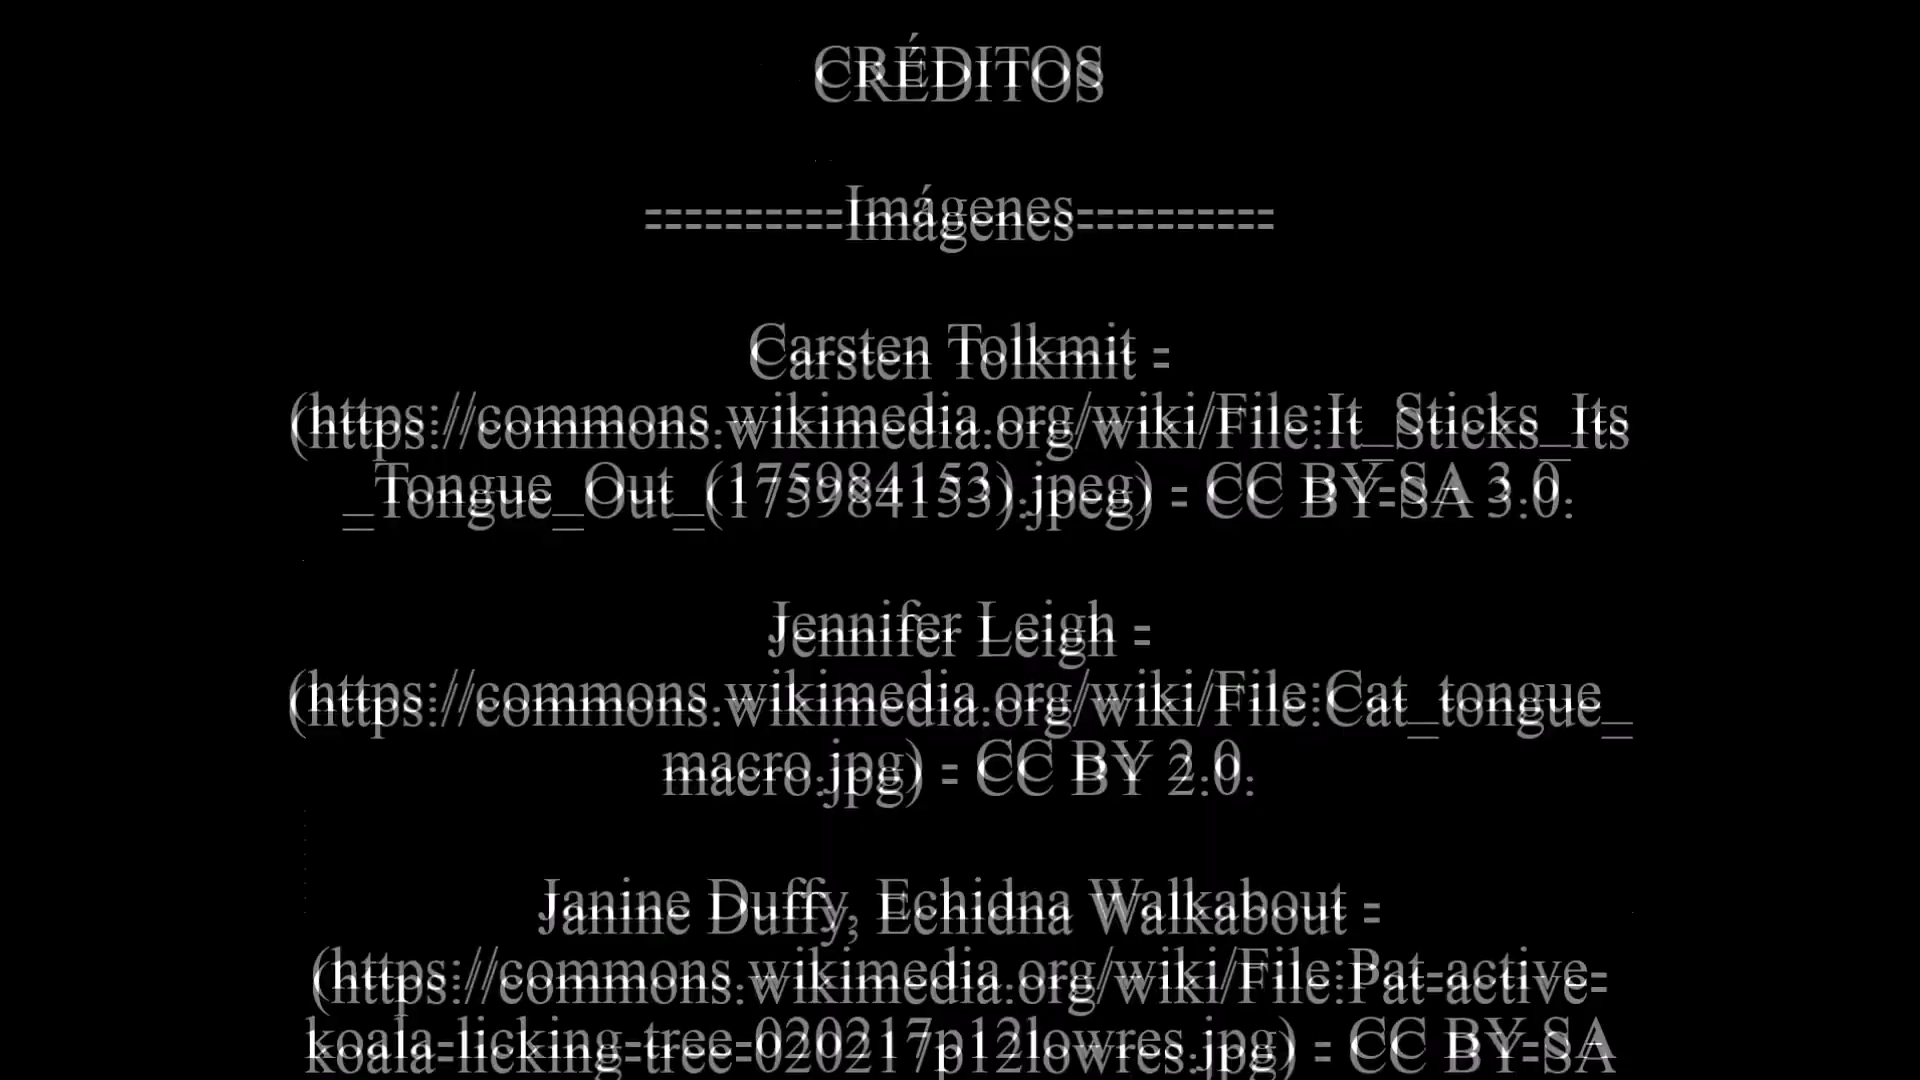 CRÉDITOS
==========Imágenes==========
Carsten Tolkmit -
(https://commons.wikimedia.org/wiki/File:It_Sticks_Its
_Tongue_Out_(175984153).jpeg) - CC BY-SA 3.0.
Jennifer Leigh -
(https://commons.wikimedia.org/wiki/File:Cat_tongue_
macro.jpg) - CC BY 2.0.
Janine Duffy, Echidna Walkabout -
(https://commons.wikimedia.org/wiki/File:Pat-active-
koala-licking-tree-020217p12lowres.jpg) - CC BY-SA